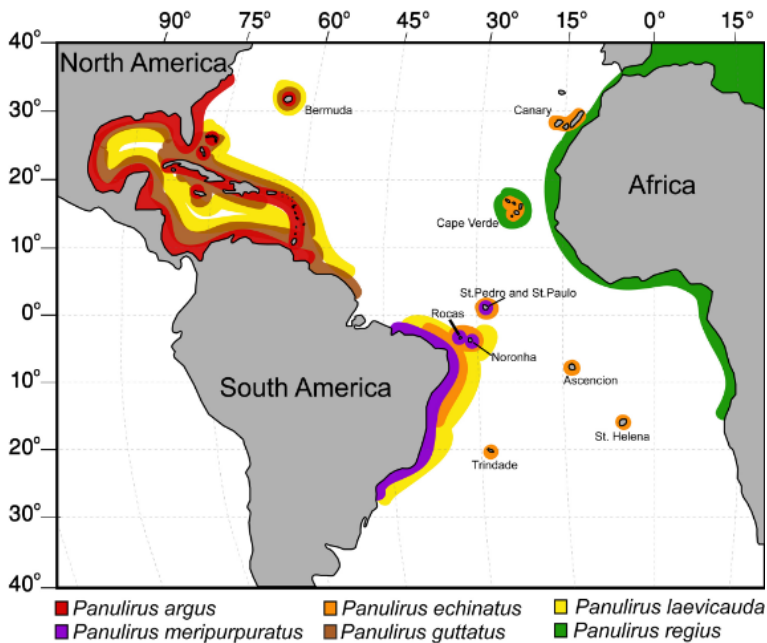 90° 75° 60° 45° 30° 15° 0° 15°
40°
North America
30°
Bermuda
Canary
20°
Africa
Cape Verde
10°
St.Pedro and St.Paulo
0°
Rocas
Noronha
10°
South America
Ascencion
St. Helena
20°
Trindade
30°
40°
Panulirus argus Panulirus echinatus Panulirus laevicauda
Panulirus meripurpuratus Panulirus guttatus Panulirus regius